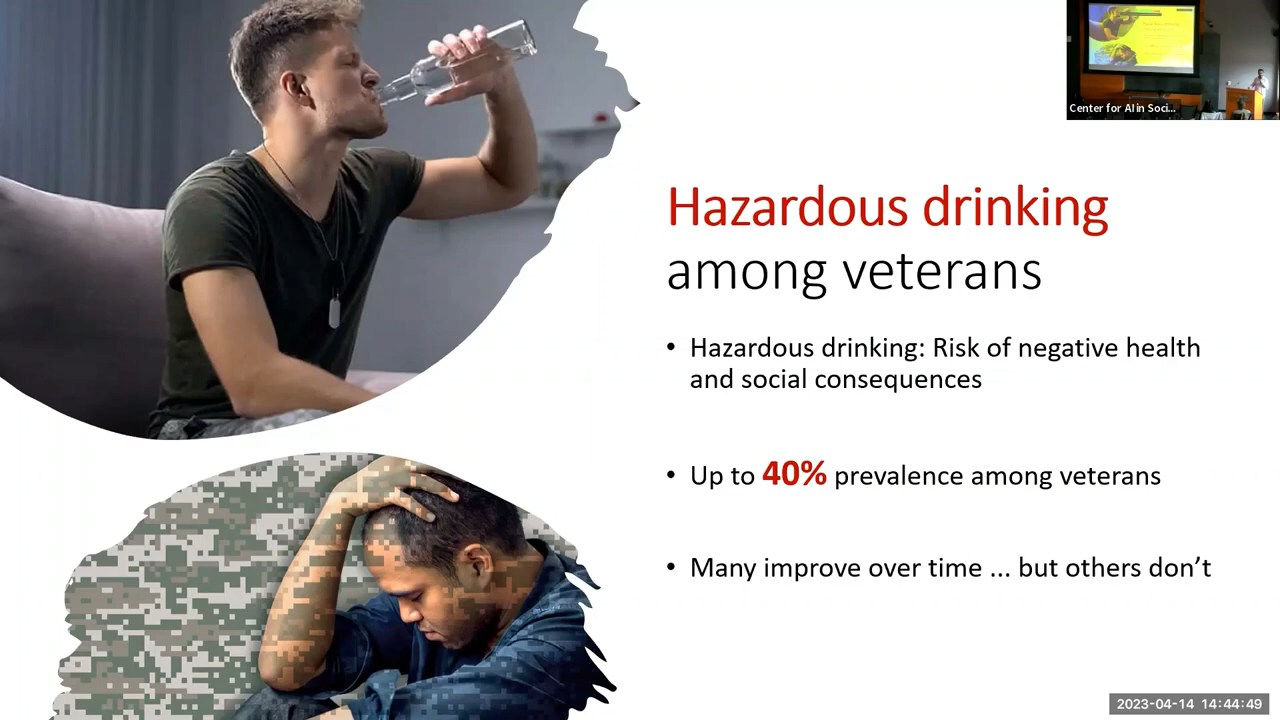 Center for AI in Soci...
Hazardous drinking
among veterans
• Hazardous drinking: Risk of negative health
and social consequences
• Up to 40% prevalence among veterans
• Many improve over time ... but others don’t
2023-04-14 14:44:49